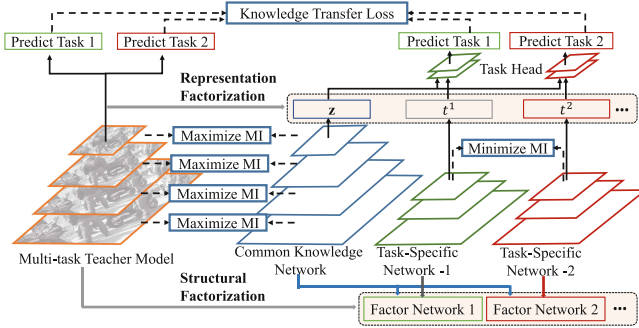 Knowledge Transfer Loss
Predict Task 1
Predict Task 2
Predict Task 1
Predict Task 2
Task Head
Representation
Factorization
z
t¹
t²
...
Maximize MI
Maximize MI
Maximize MI
Maximize MI
Minimize MI
Multi-task Teacher Model
Common Knowledge
Network
Task-Specific
Network -1
Task-Specific
Network -2
Structural
Factorization
Factor Network 1
Factor Network 2
...